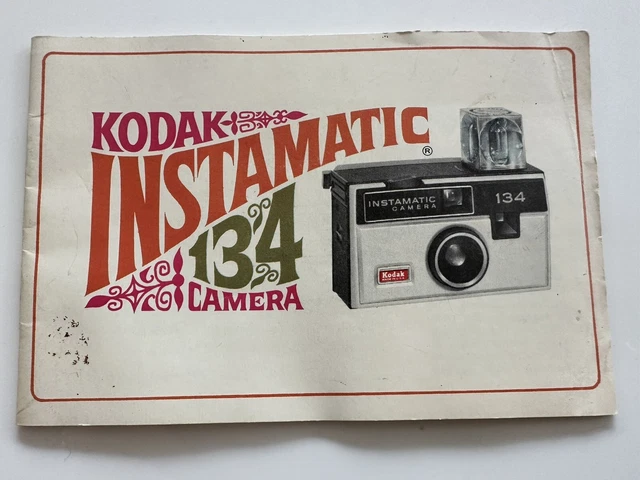 KODAK
INSTAMATIC®
134
CAMERA
INSTAMATIC
CAMERA
134
Kodak